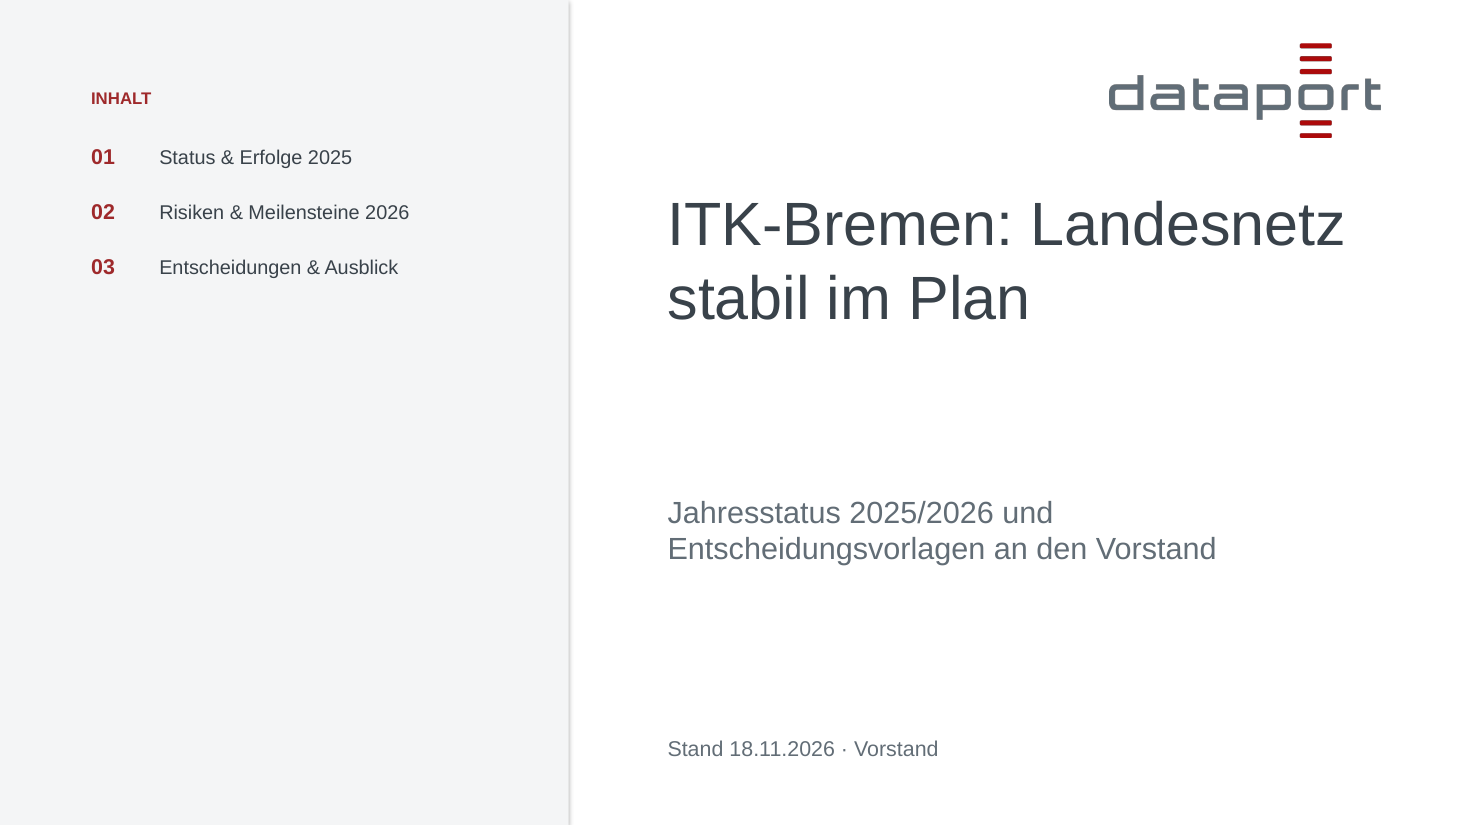 INHALT
01 Status & Erfolge 2025
02 Risiken & Meilensteine 2026
03 Entscheidungen & Ausblick
dataport
ITK-Bremen: Landesnetz
stabil im Plan
Jahresstatus 2025/2026 und
Entscheidungsvorlagen an den Vorstand
Stand 18.11.2026 · Vorstand